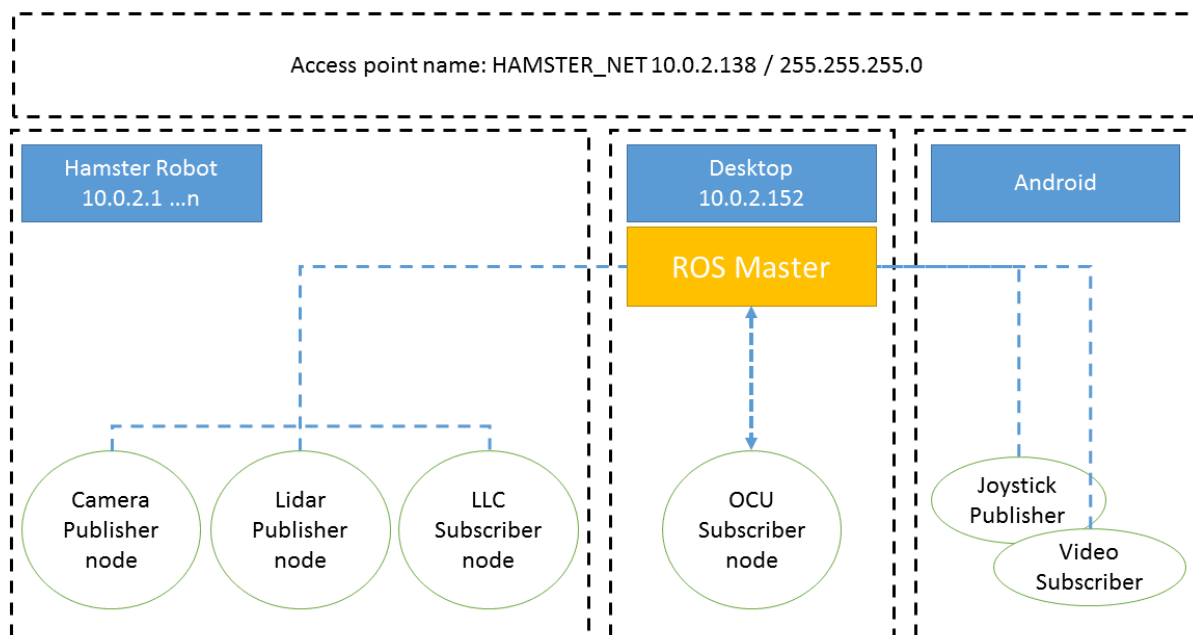 Access point name: HAMSTER_NET 10.0.2.138 / 255.255.255.0
Hamster Robot
10.0.2.1 ...n
Desktop
10.0.2.152
Android
ROS Master
Camera
Publisher
node
Lidar
Publisher
node
LLC
Subscriber
node
OCU
Subscriber
node
Joystick
Publisher
Video
Subscriber